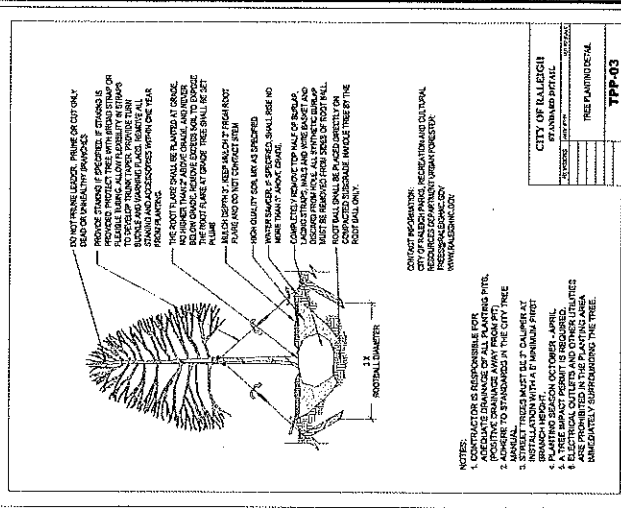 DO NOT PRUNE LEADER. PRUNE OR CUT ONLY
DEAD OR UNHEALTHY BRANCHES
PROVIDE STAKING IF SPECIFIED. IF STAKING IS
PROVIDED, PROTECT TREE WITH BROAD STRAP OR
FLEXIBLE TUBING. ALLOW FLEXIBILITY IN STRAPS
TO DEVELOP TRUNK TAPER. PROVIDE TURN
BUCKLE AND WARNING FLAGS. REMOVE ALL
STAKING AND ACCESSORIES WITHIN ONE YEAR
FROM PLANTING.
THE ROOT FLARE SHALL BE PLANTED AT GRADE,
NO HIGHER THAN 2" ABOVE GRADE, AND NEVER
BELOW GRADE. REMOVE EXCESS SOIL TO EXPOSE
THE ROOT FLARE AT GRADE. TREE SHALL BE SET
PLUMB
MULCH DEPTH 3". KEEP MULCH 2" FROM ROOT
FLARE AND DO NOT CONTACT STEM
HIGH QUALITY SOIL MIX AS SPECIFIED
WATER SAUCER, IF SPECIFIED, SHALL RISE NO
MORE THAN 3" ABOVE GRADE.
COMPLETELY REMOVE TOP HALF OF BURLAP,
LACING STRAPS, NAILS AND WIRE BASKET AND
DISCARD FROM HOLE. ALL SYNTHETIC BURLAP
MUST BE REMOVED FROM SIDES OF ROOT BALL.
ROOT BALL SHALL BE PLACED DIRECTLY ON
COMPACTED SUBGRADE. HANDLE TREE BY THE
ROOT BALL ONLY.
1 X
ROOTBALL DIAMETER
CONTACT INFORMATION:
CITY OF RALEIGH PARKS, RECREATION AND CULTURAL
RESOURCES DEPARTMENT URBAN FORESTER:
TREES@RALEIGHNC.GOV
WWW.RALEIGHNC.GOV
NOTES:
1. CONTRACTOR IS RESPONSIBLE FOR
ADEQUATE DRAINAGE OF ALL PLANTING PITS.
(POSITIVE DRAINAGE AWAY FROM PIT)
2. ADHERE TO STANDARDS IN THE CITY TREE
MANUAL.
3. STREET TREES MUST BE 3" CALIPER AT
INSTALLATION WITH A 5' MINIMUM FIRST
BRANCH HEIGHT.
4. PLANTING SEASON OCTOBER - APRIL
5. A TREE IMPACT PERMIT IS REQUIRED.
6. ELECTRICAL OUTLETS AND OTHER UTILITIES
ARE PROHIBITED IN THE PLANTING AREA
IMMEDIATELY SURROUNDING THE TREE.
CITY OF RALEIGH
STANDARD DETAIL
REVISIONS
TREE PLANTING DETAIL
TPP-03